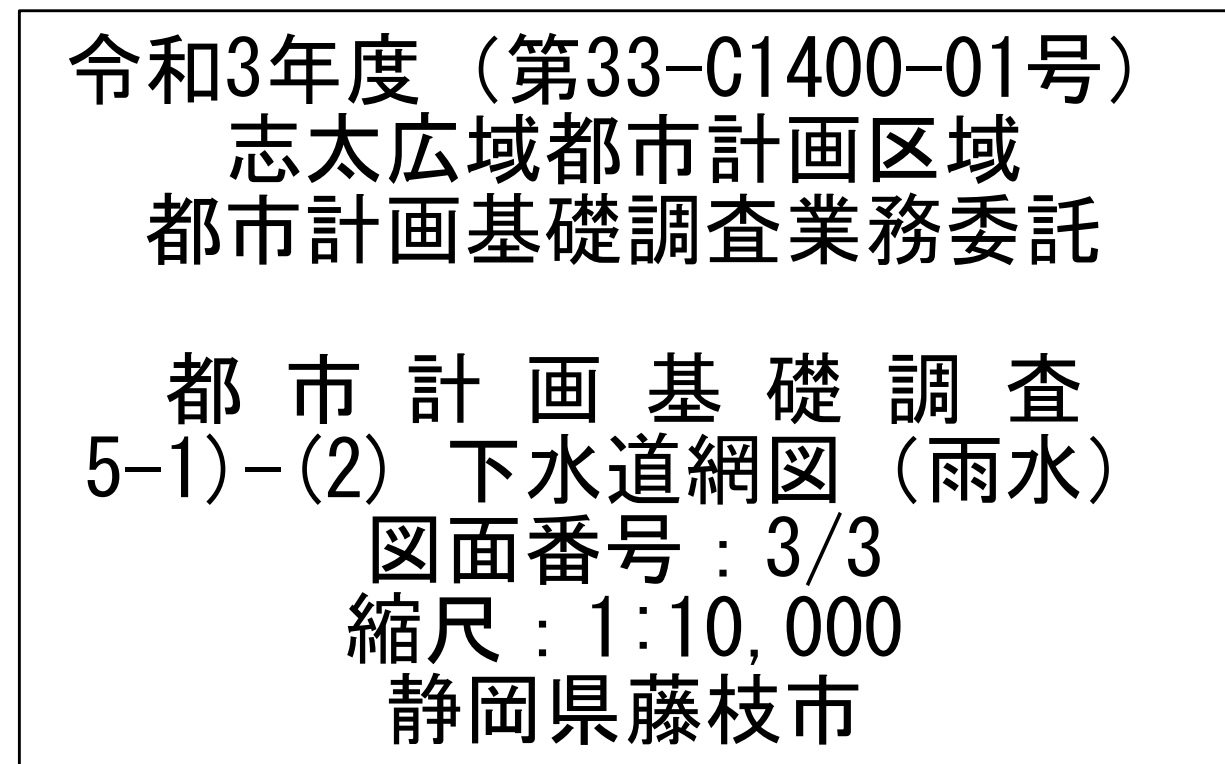 令和3年度（第33-C1400-01号）
志太広域都市計画区域
都市計画基礎調査業務委託
都市計画基礎調査
5-1)-(2) 下水道網図（雨水）
図面番号：3/3
縮尺：1:10,000
静岡県藤枝市